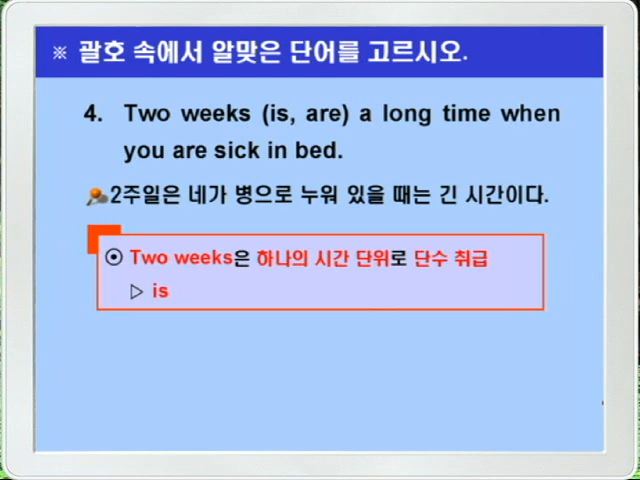 ※ 괄호 속에서 알맞은 단어를 고르시오.
4. Two weeks (is, are) a long time when
you are sick in bed.
2주일은 네가 병으로 누워 있을 때는 긴 시간이다.
⊙ Two weeks은 하나의 시간 단위로 단수 취급
▷ is